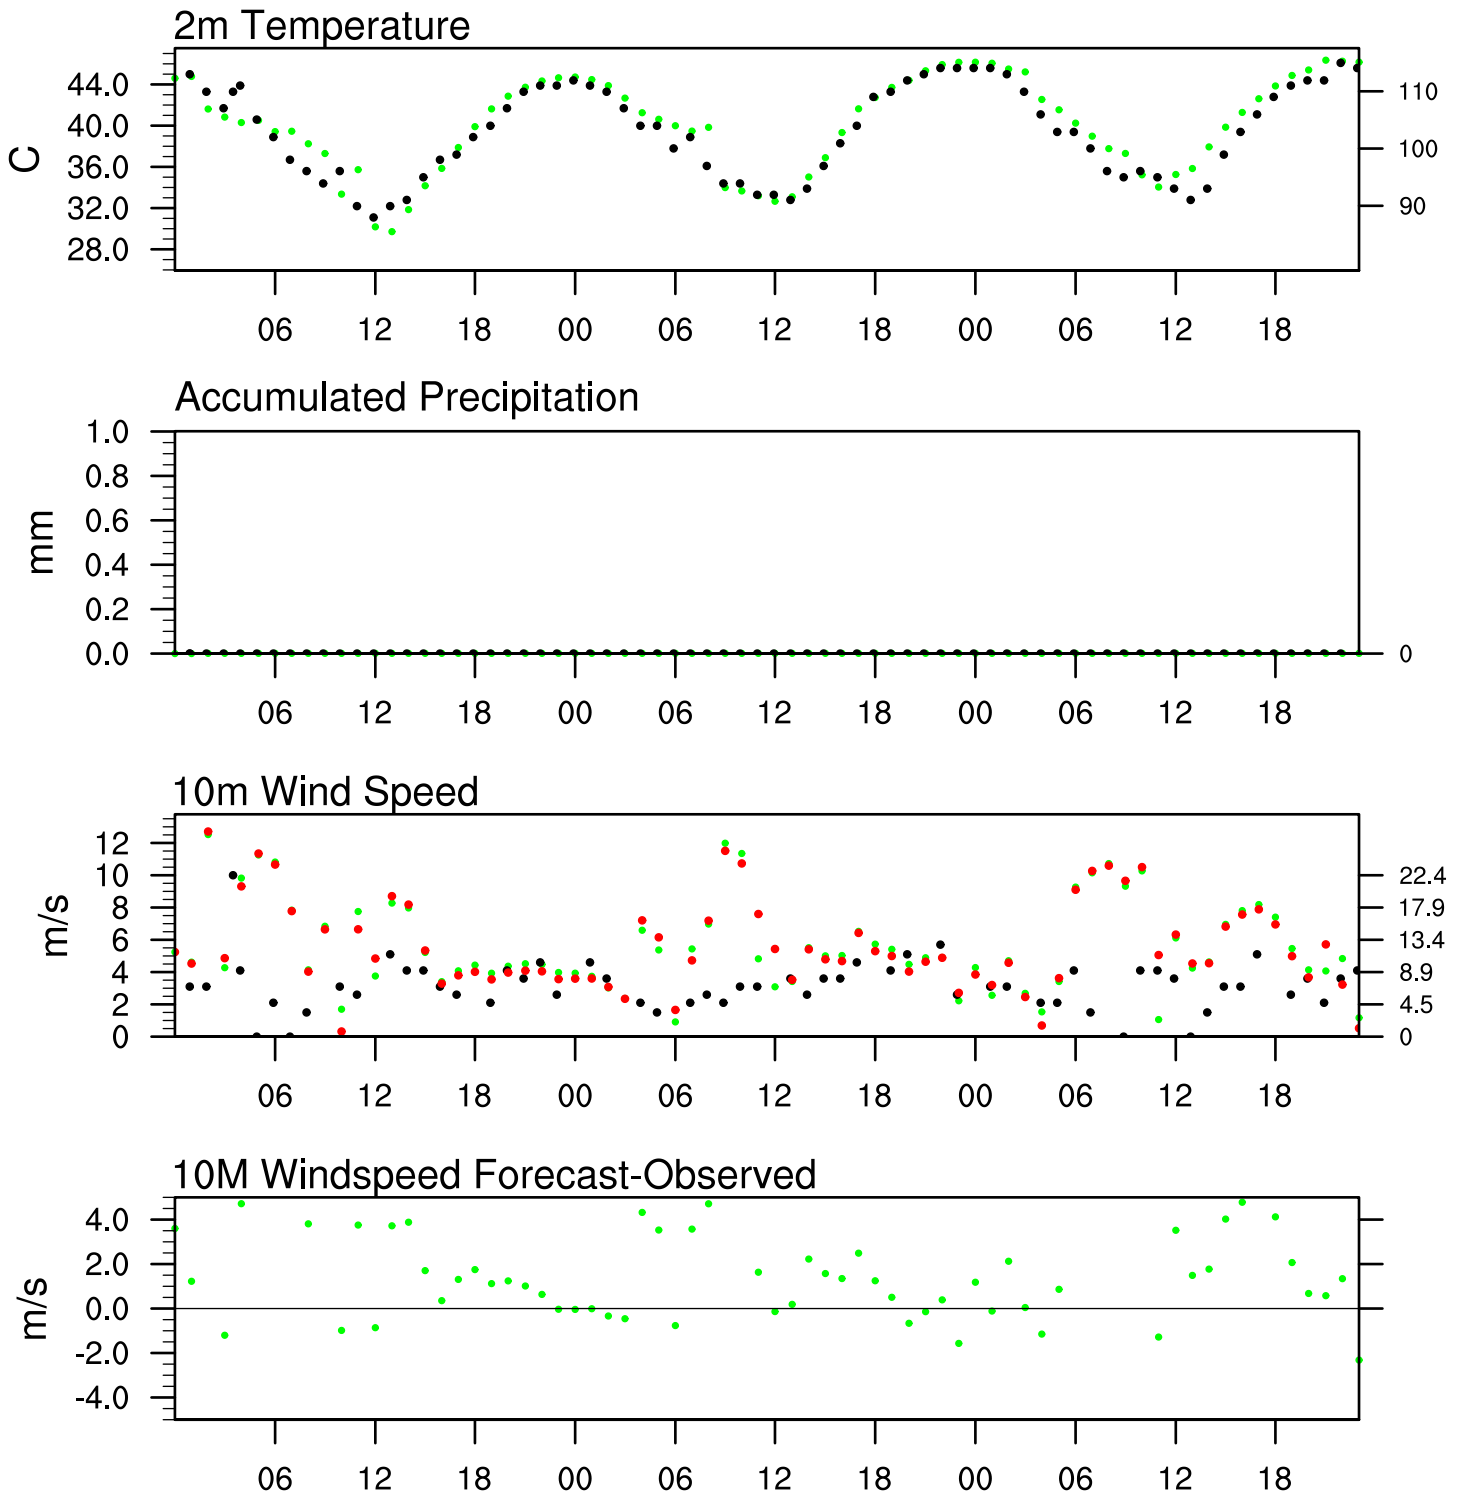 2m Temperature
44.0
40.0
36.0
32.0
28.0
C
110
100
90
06 12 18 00 06 12 18 00 06 12 18
Accumulated Precipitation
1.0
0.8
0.6
0.4
0.2
0.0
mm
0
06 12 18 00 06 12 18 00 06 12 18
10m Wind Speed
12
10
8
6
4
2
0
m/s
22.4
17.9
13.4
8.9
4.5
0
06 12 18 00 06 12 18 00 06 12 18
10M Windspeed Forecast-Observed
4.0
2.0
0.0
-2.0
-4.0
m/s
06 12 18 00 06 12 18 00 06 12 18